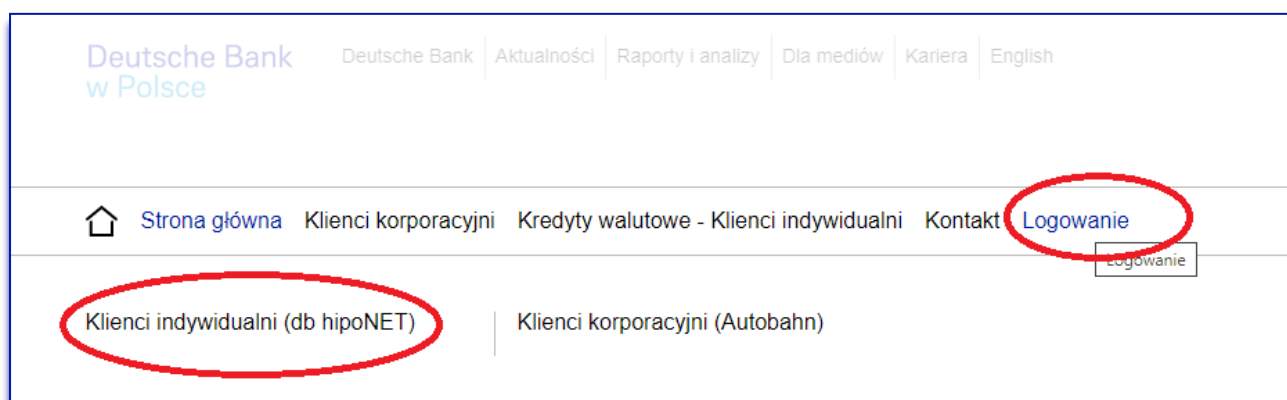 Deutsche Bank
w Polsce
Deutsche Bank Aktualności Raporty i analizy Dla mediów Kariera English
Strona główna Klienci korporacyjni Kredyty walutowe - Klienci indywidualni Kontakt Logowanie
Logowanie
Klienci indywidualni (db hipoNET) Klienci korporacyjni (Autobahn)